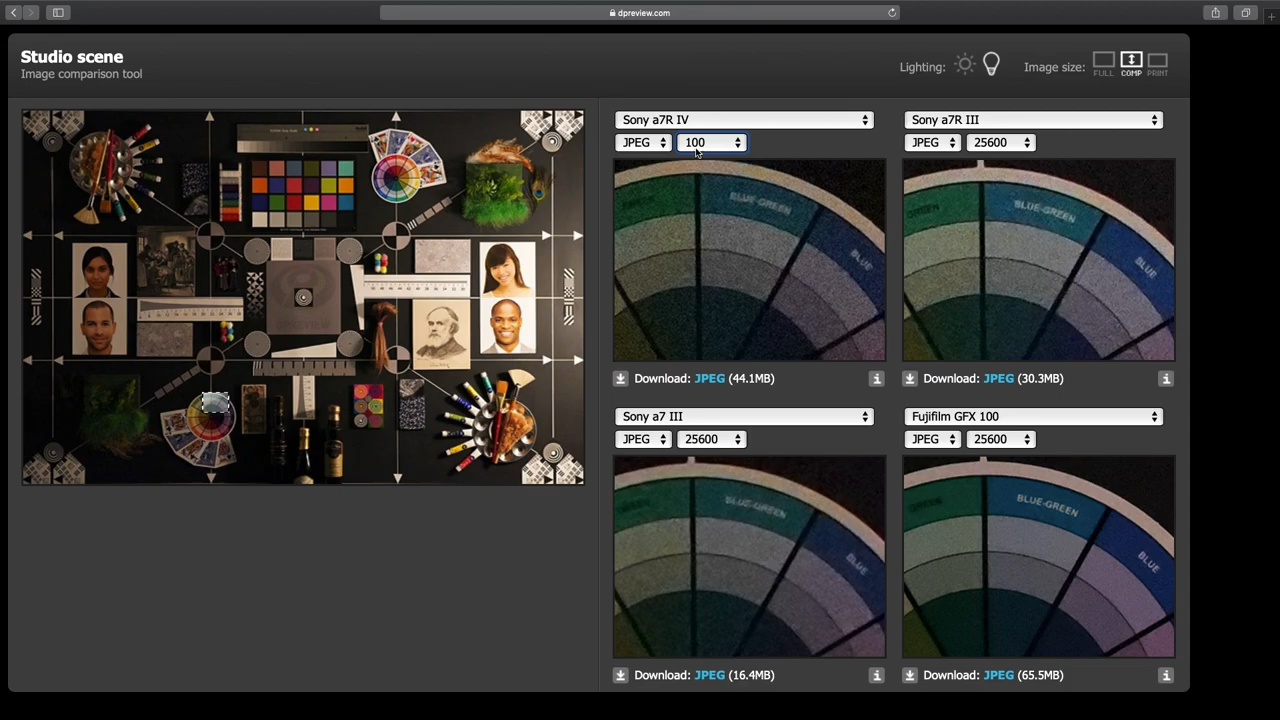 dpreview.com
Studio scene
Image comparison tool
Lighting:
Image size:
FULL
COMP
PRINT
Sony a7R IV
JPEG
100
BLUE-GREEN
BLUE
Download: JPEG (44.1MB)
Sony a7R III
JPEG
25600
GREEN
BLUE-GREEN
BLUE
Download: JPEG (30.3MB)
Sony a7 III
JPEG
25600
BLUE-GREEN
BLUE
Download: JPEG (16.4MB)
Fujifilm GFX 100
JPEG
25600
GREEN
BLUE-GREEN
BLUE
Download: JPEG (65.5MB)